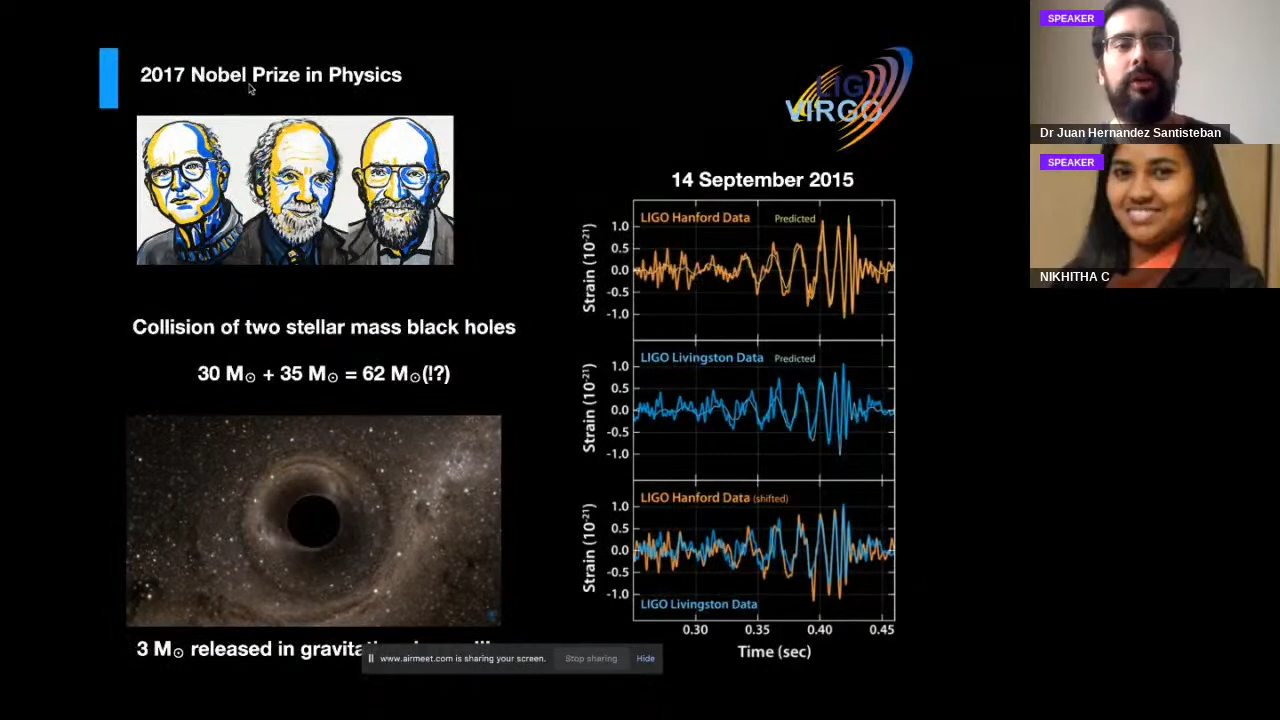 2017 Nobel Prize in Physics
LIG
VIRGO
14 September 2015
LIGO Hanford Data
Predicted
Strain (10⁻²¹)
1.0
0.5
0.0
-0.5
-1.0
Collision of two stellar mass black holes
30 M☉ + 35 M☉ = 62 M☉(!?)
LIGO Livingston Data
Predicted
Strain (10⁻²¹)
1.0
0.5
0.0
-0.5
-1.0
LIGO Hanford Data (shifted)
Strain (10⁻²¹)
1.0
0.5
0.0
-0.5
-1.0
LIGO Livingston Data
0.30 0.35 0.40 0.45
Time (sec)
3 M☉ released in
www.airmeet.com is sharing your screen.
Stop sharing
Hide
SPEAKER
Dr Juan Hernandez Santisteban
SPEAKER
NIKHITHA C